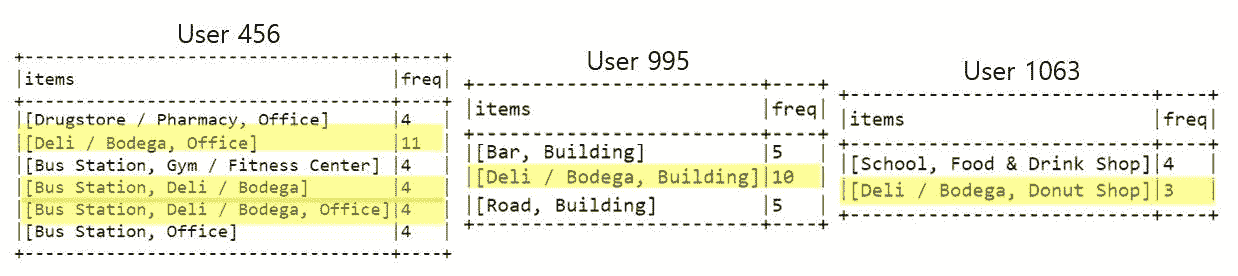 User 456
+------------------------------------+----+
|items                               |freq|
+------------------------------------+----+
|[Drugstore / Pharmacy, Office]      |4   |
|[Deli / Bodega, Office]             |11  |
|[Bus Station, Gym / Fitness Center] |4   |
|[Bus Station, Deli / Bodega]        |4   |
|[Bus Station, Deli / Bodega, Office]|4   |
|[Bus Station, Office]               |4   |
+------------------------------------+----+
User 995
+-------------------------+----+
|items                    |freq|
+-------------------------+----+
|[Bar, Building]          |5   |
|[Deli / Bodega, Building]|10  |
|[Road, Building]         |5   |
+-------------------------+----+
User 1063
+---------------------------+----+
|items                      |freq|
+---------------------------+----+
|[School, Food & Drink Shop]|4   |
|[Deli / Bodega, Donut Shop]|3   |
+---------------------------+----+